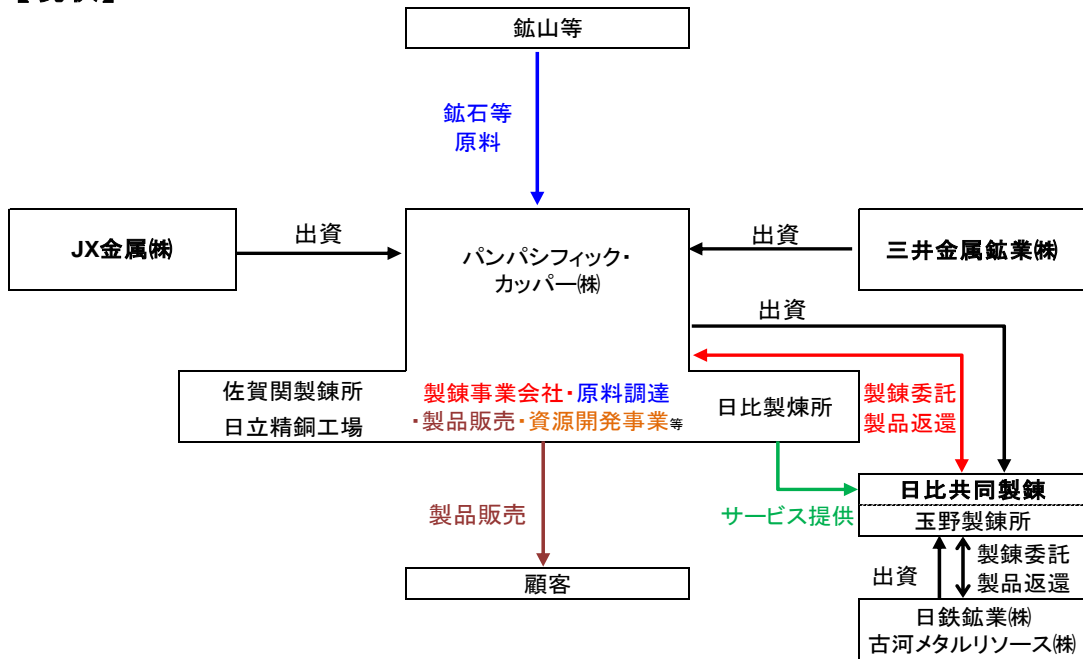 鉱山等
鉱石等
原料
JX金属㈱
出資
パンパシフィック・
カッパー㈱
出資
三井金属鉱業㈱
出資
佐賀関製錬所
日立精銅工場
製錬事業会社・原料調達
・製品販売・資源開発事業等
日比製煉所
製錬委託
製品返還
製品販売
サービス提供
日比共同製錬
玉野製錬所
出資
製錬委託
製品返還
顧客
日鉄鉱業㈱
古河メタルリソース㈱